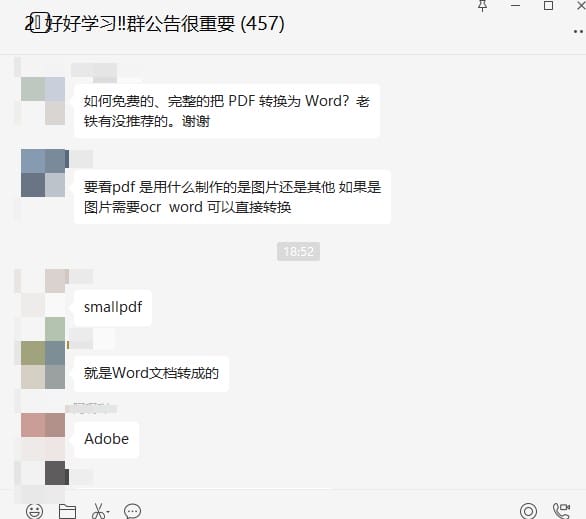 好好学习!!群公告很重要 (457)
如何免费的、完整的把 PDF 转换为 Word？老
铁有没推荐的。谢谢
要看pdf 是用什么制作的是图片还是其他 如果是
图片需要ocr  word 可以直接转换
18:52
smallpdf
就是Word文档转成的
Adobe